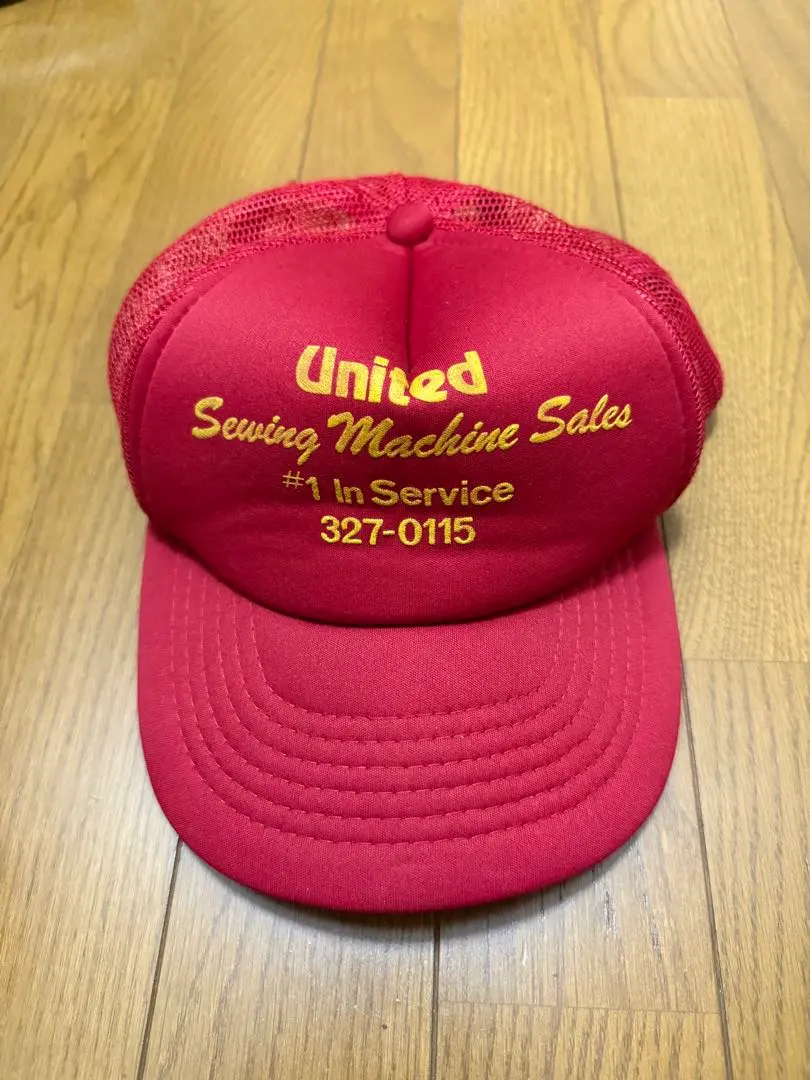 United
Sewing Machine Sales
#1 In Service
327-0115